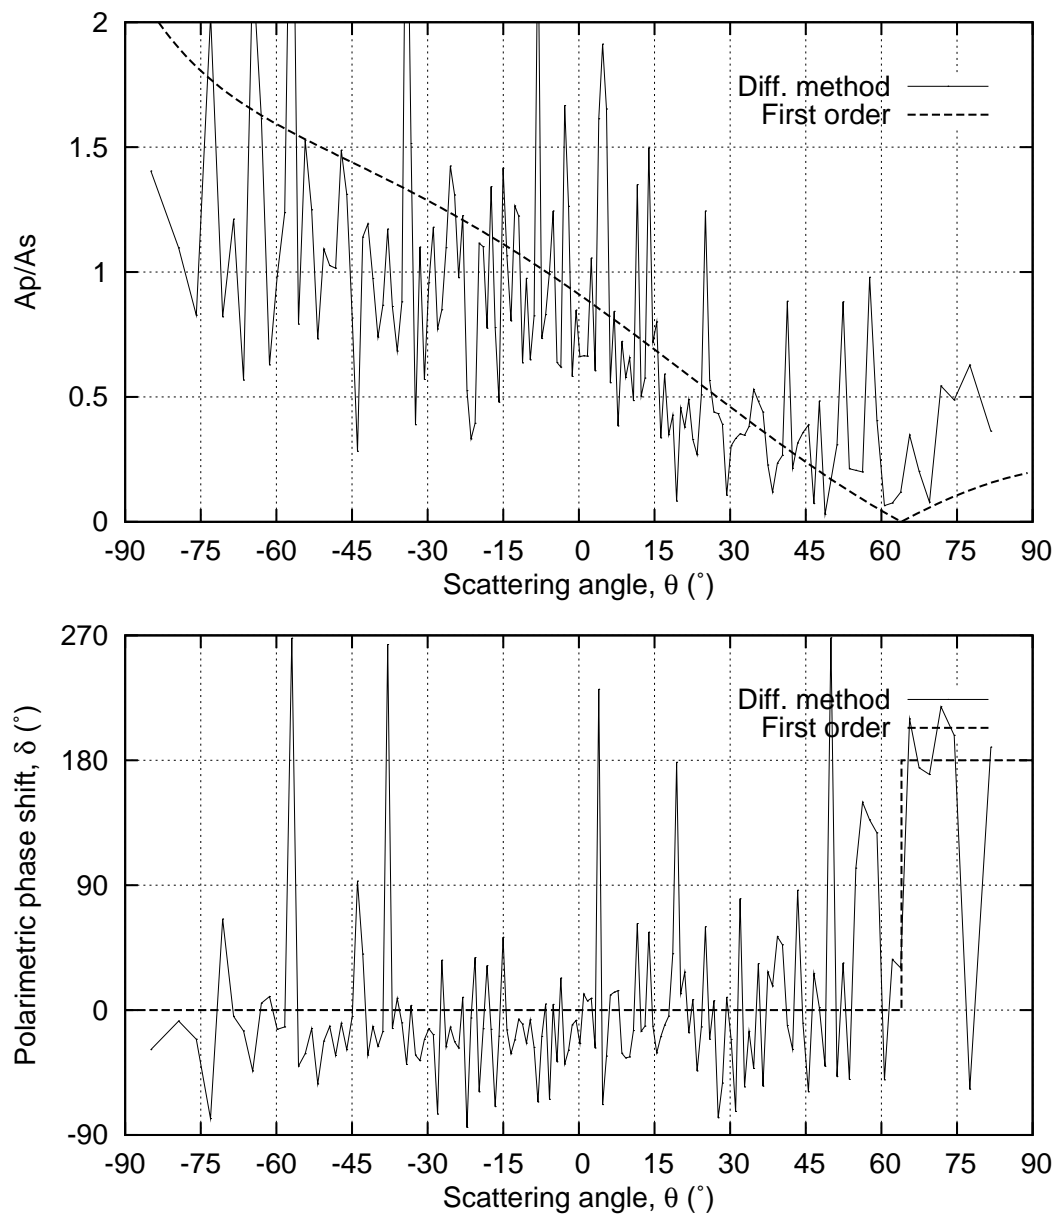 2
1.5
1
0.5
0
Ap/As
Diff. method
First order
-90 -75 -60 -45 -30 -15 0 15 30 45 60 75 90
Scattering angle, θ (˚)
270
180
90
0
-90
Polarimetric phase shift, δ (˚)
Diff. method
First order
-90 -75 -60 -45 -30 -15 0 15 30 45 60 75 90
Scattering angle, θ (˚)